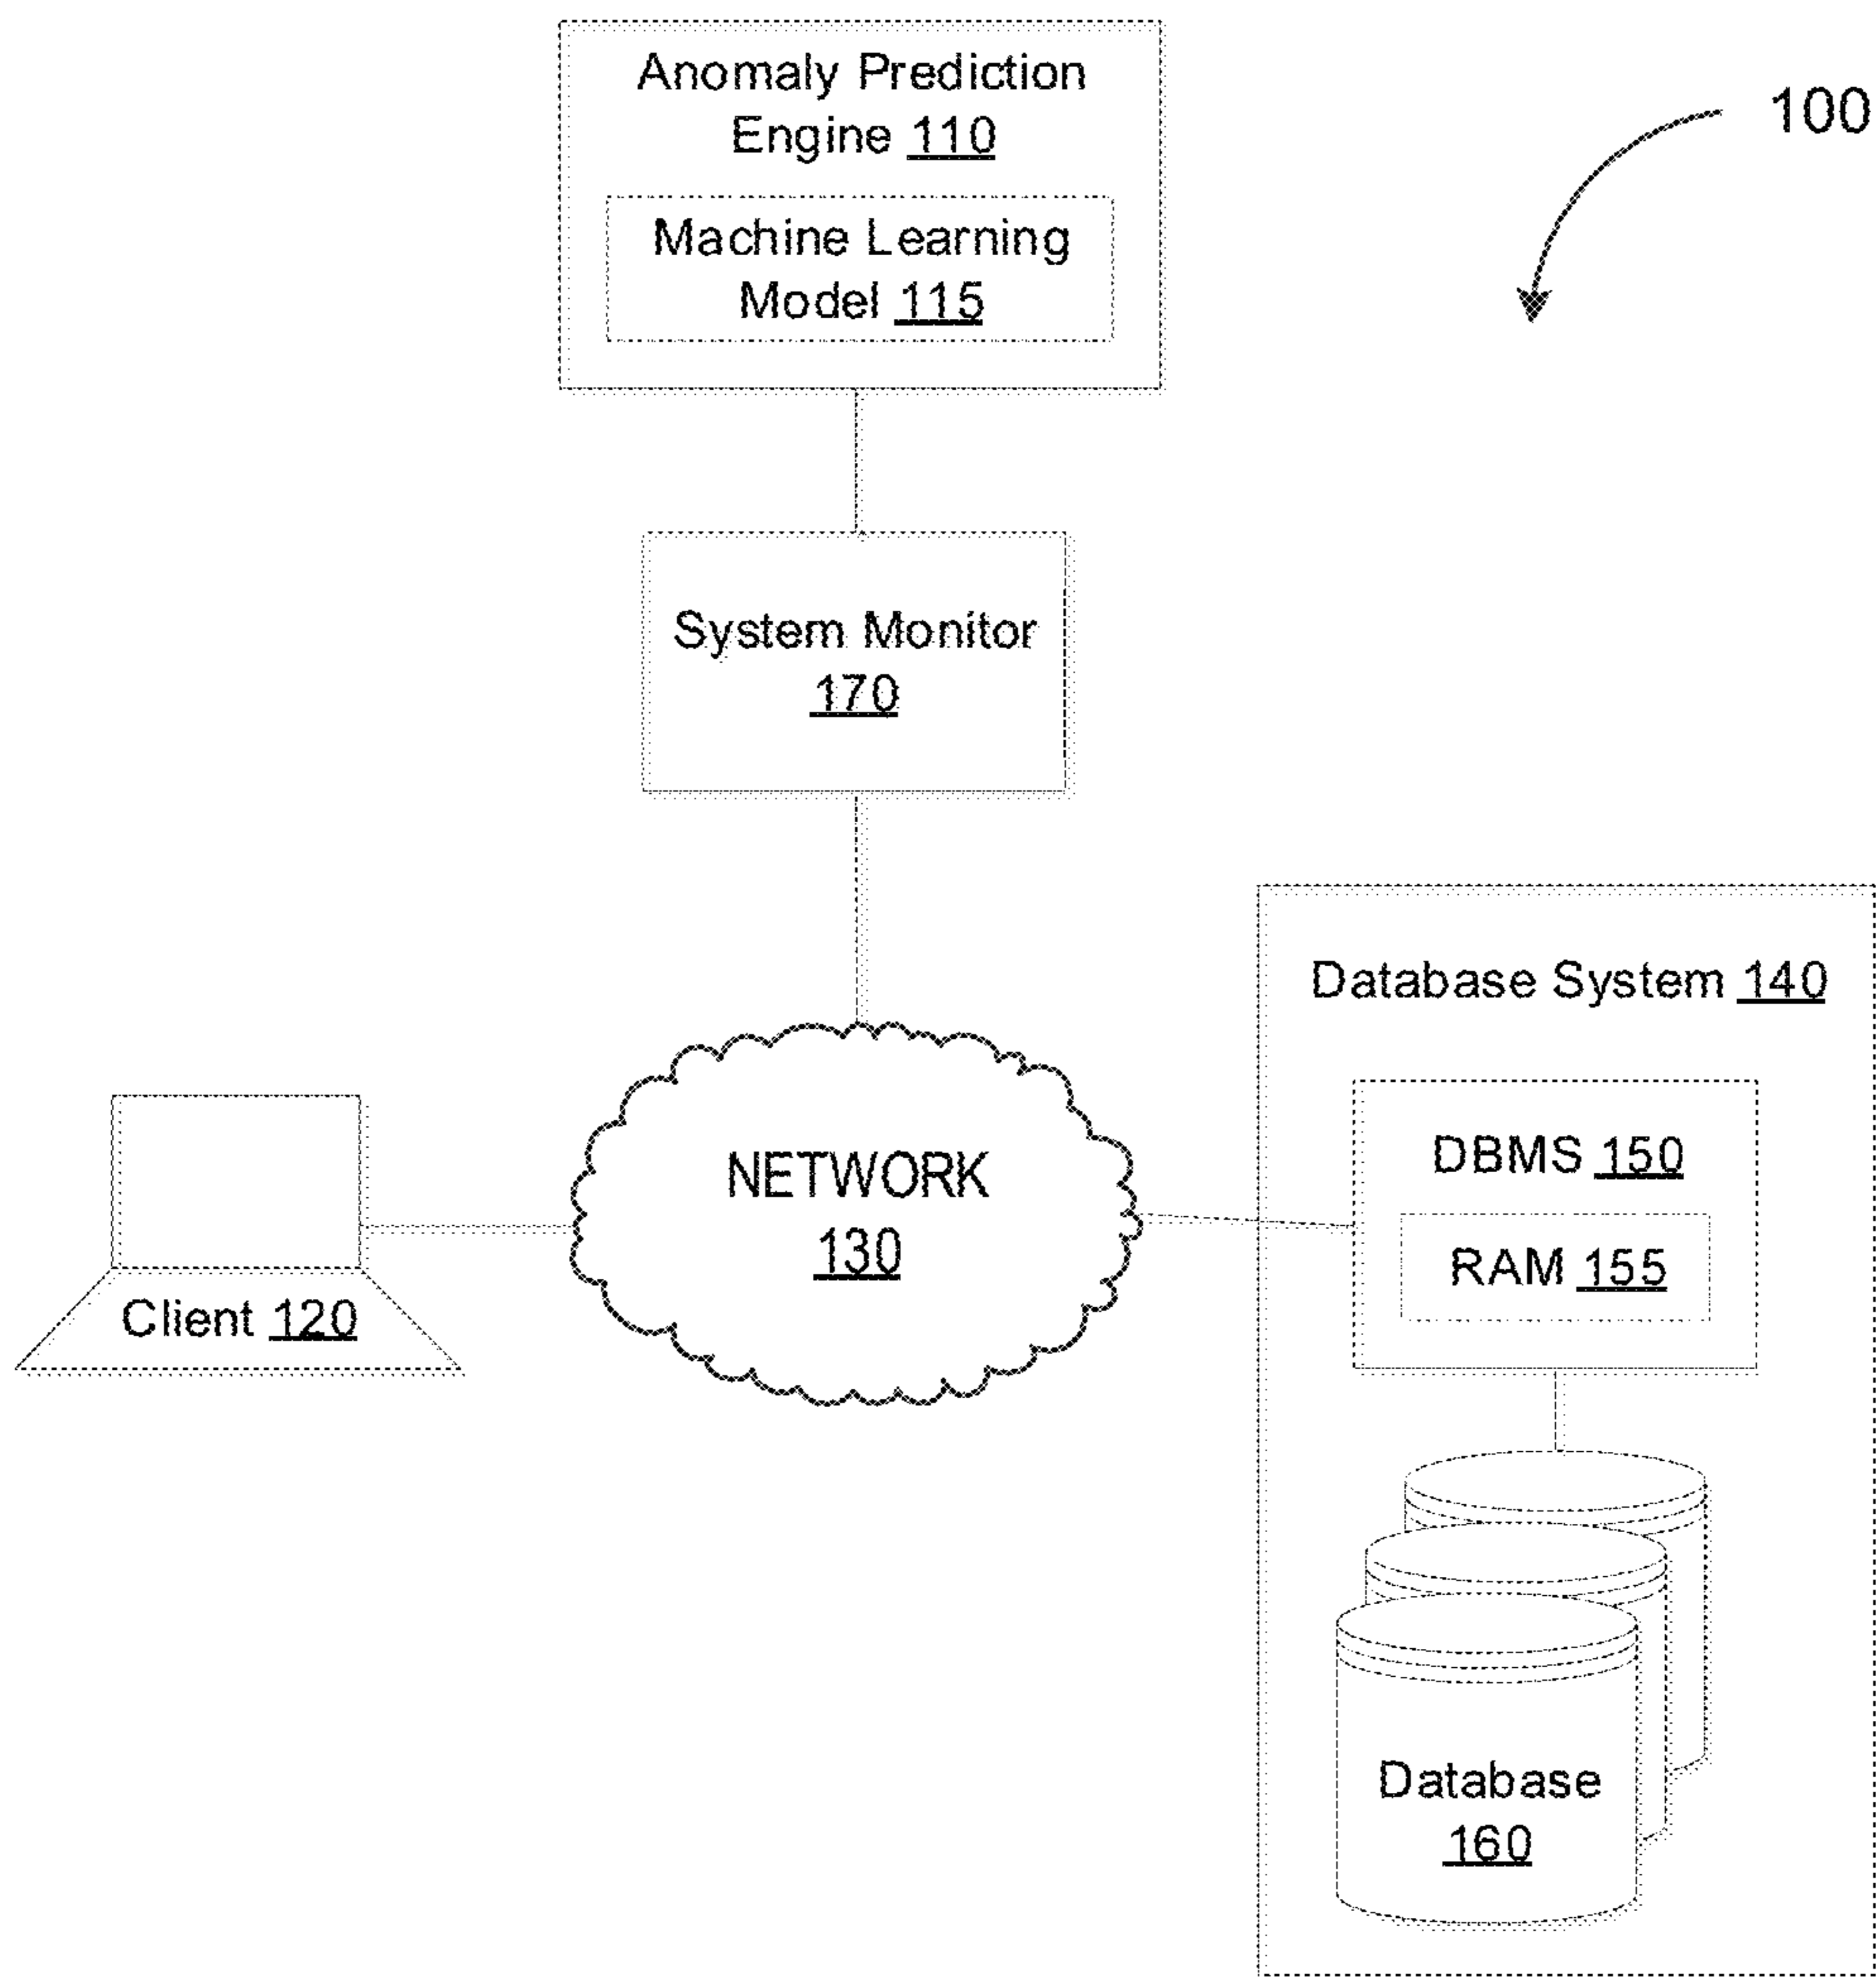 Anomaly Prediction
Engine 110
Machine Learning
Model 115
100
System Monitor
170
Database System 140
DBMS 150
RAM 155
NETWORK
130
Client 120
Database
160